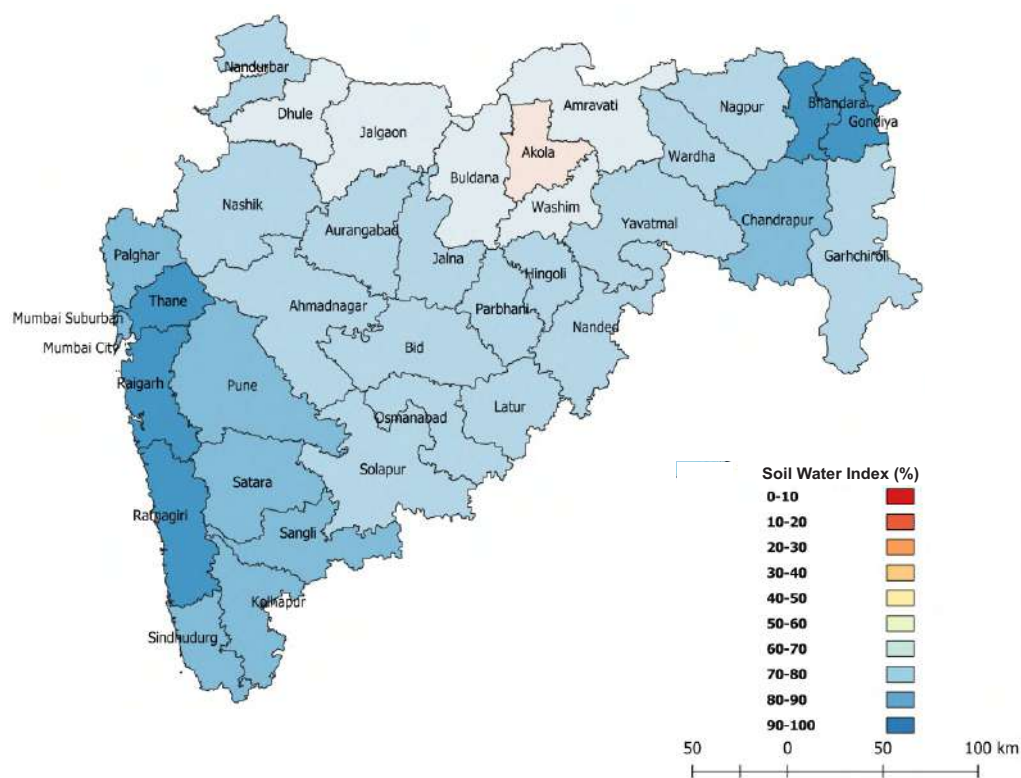 Nandurbar
Dhule
Jalgaon
Buldana
Akola
Amravati
Washim
Nagpur
Wardha
Bhandara
Gondiya
Chandrapur
Garhchiroli
Yavatmal
Nashik
Aurangabad
Jalna
Hingoli
Parbhani
Nanded
Palghar
Thane
Mumbai Suburban
Mumbai City
Ahmadnagar
Bid
Raigarh
Pune
Osmanabad
Latur
Solapur
Satara
Ratnagiri
Sangli
Kolhapur
Sindhudurg
Soil Water Index (%)
0-10
10-20
20-30
30-40
40-50
50-60
60-70
70-80
80-90
90-100
50 0 50 100 km